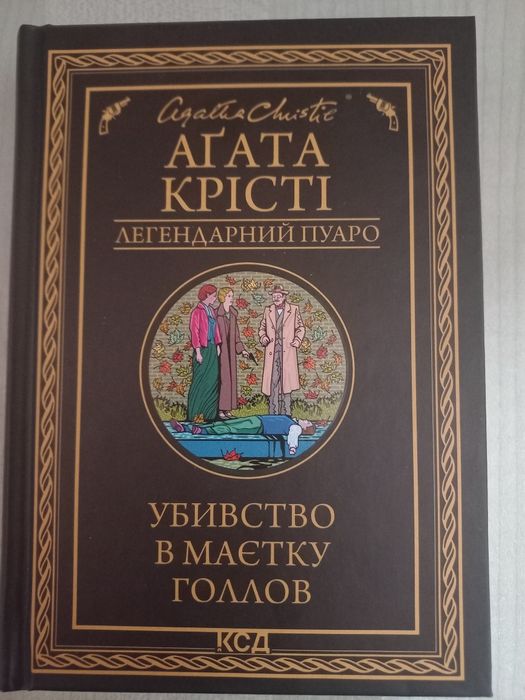 Agatha Christie
АҐАТА
КРІСТІ
ЛЕГЕНДАРНИЙ ПУАРО
УБИВСТВО
В МАЄТКУ
ГОЛЛОВ
КСД